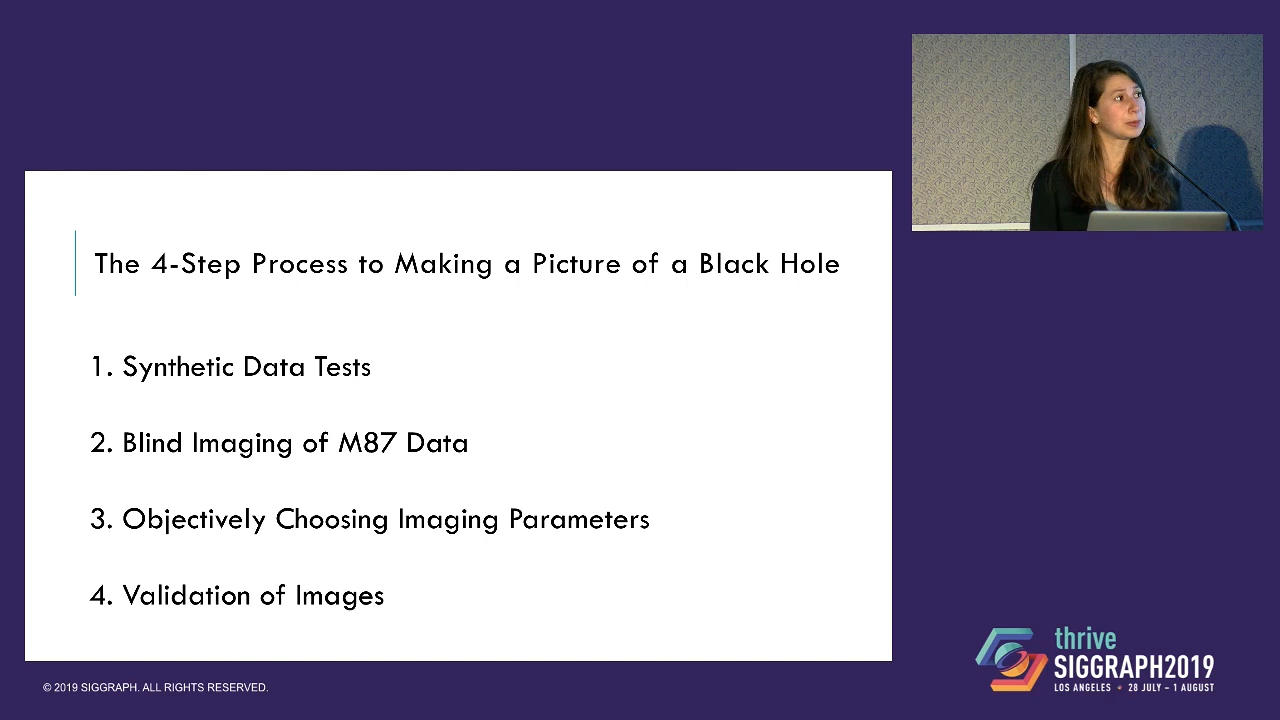 The 4-Step Process to Making a Picture of a Black Hole
1. Synthetic Data Tests
2. Blind Imaging of M87 Data
3. Objectively Choosing Imaging Parameters
4. Validation of Images
© 2019 SIGGRAPH. ALL RIGHTS RESERVED.
thrive
SIGGRAPH2019
LOS ANGELES • 28 JULY – 1 AUGUST